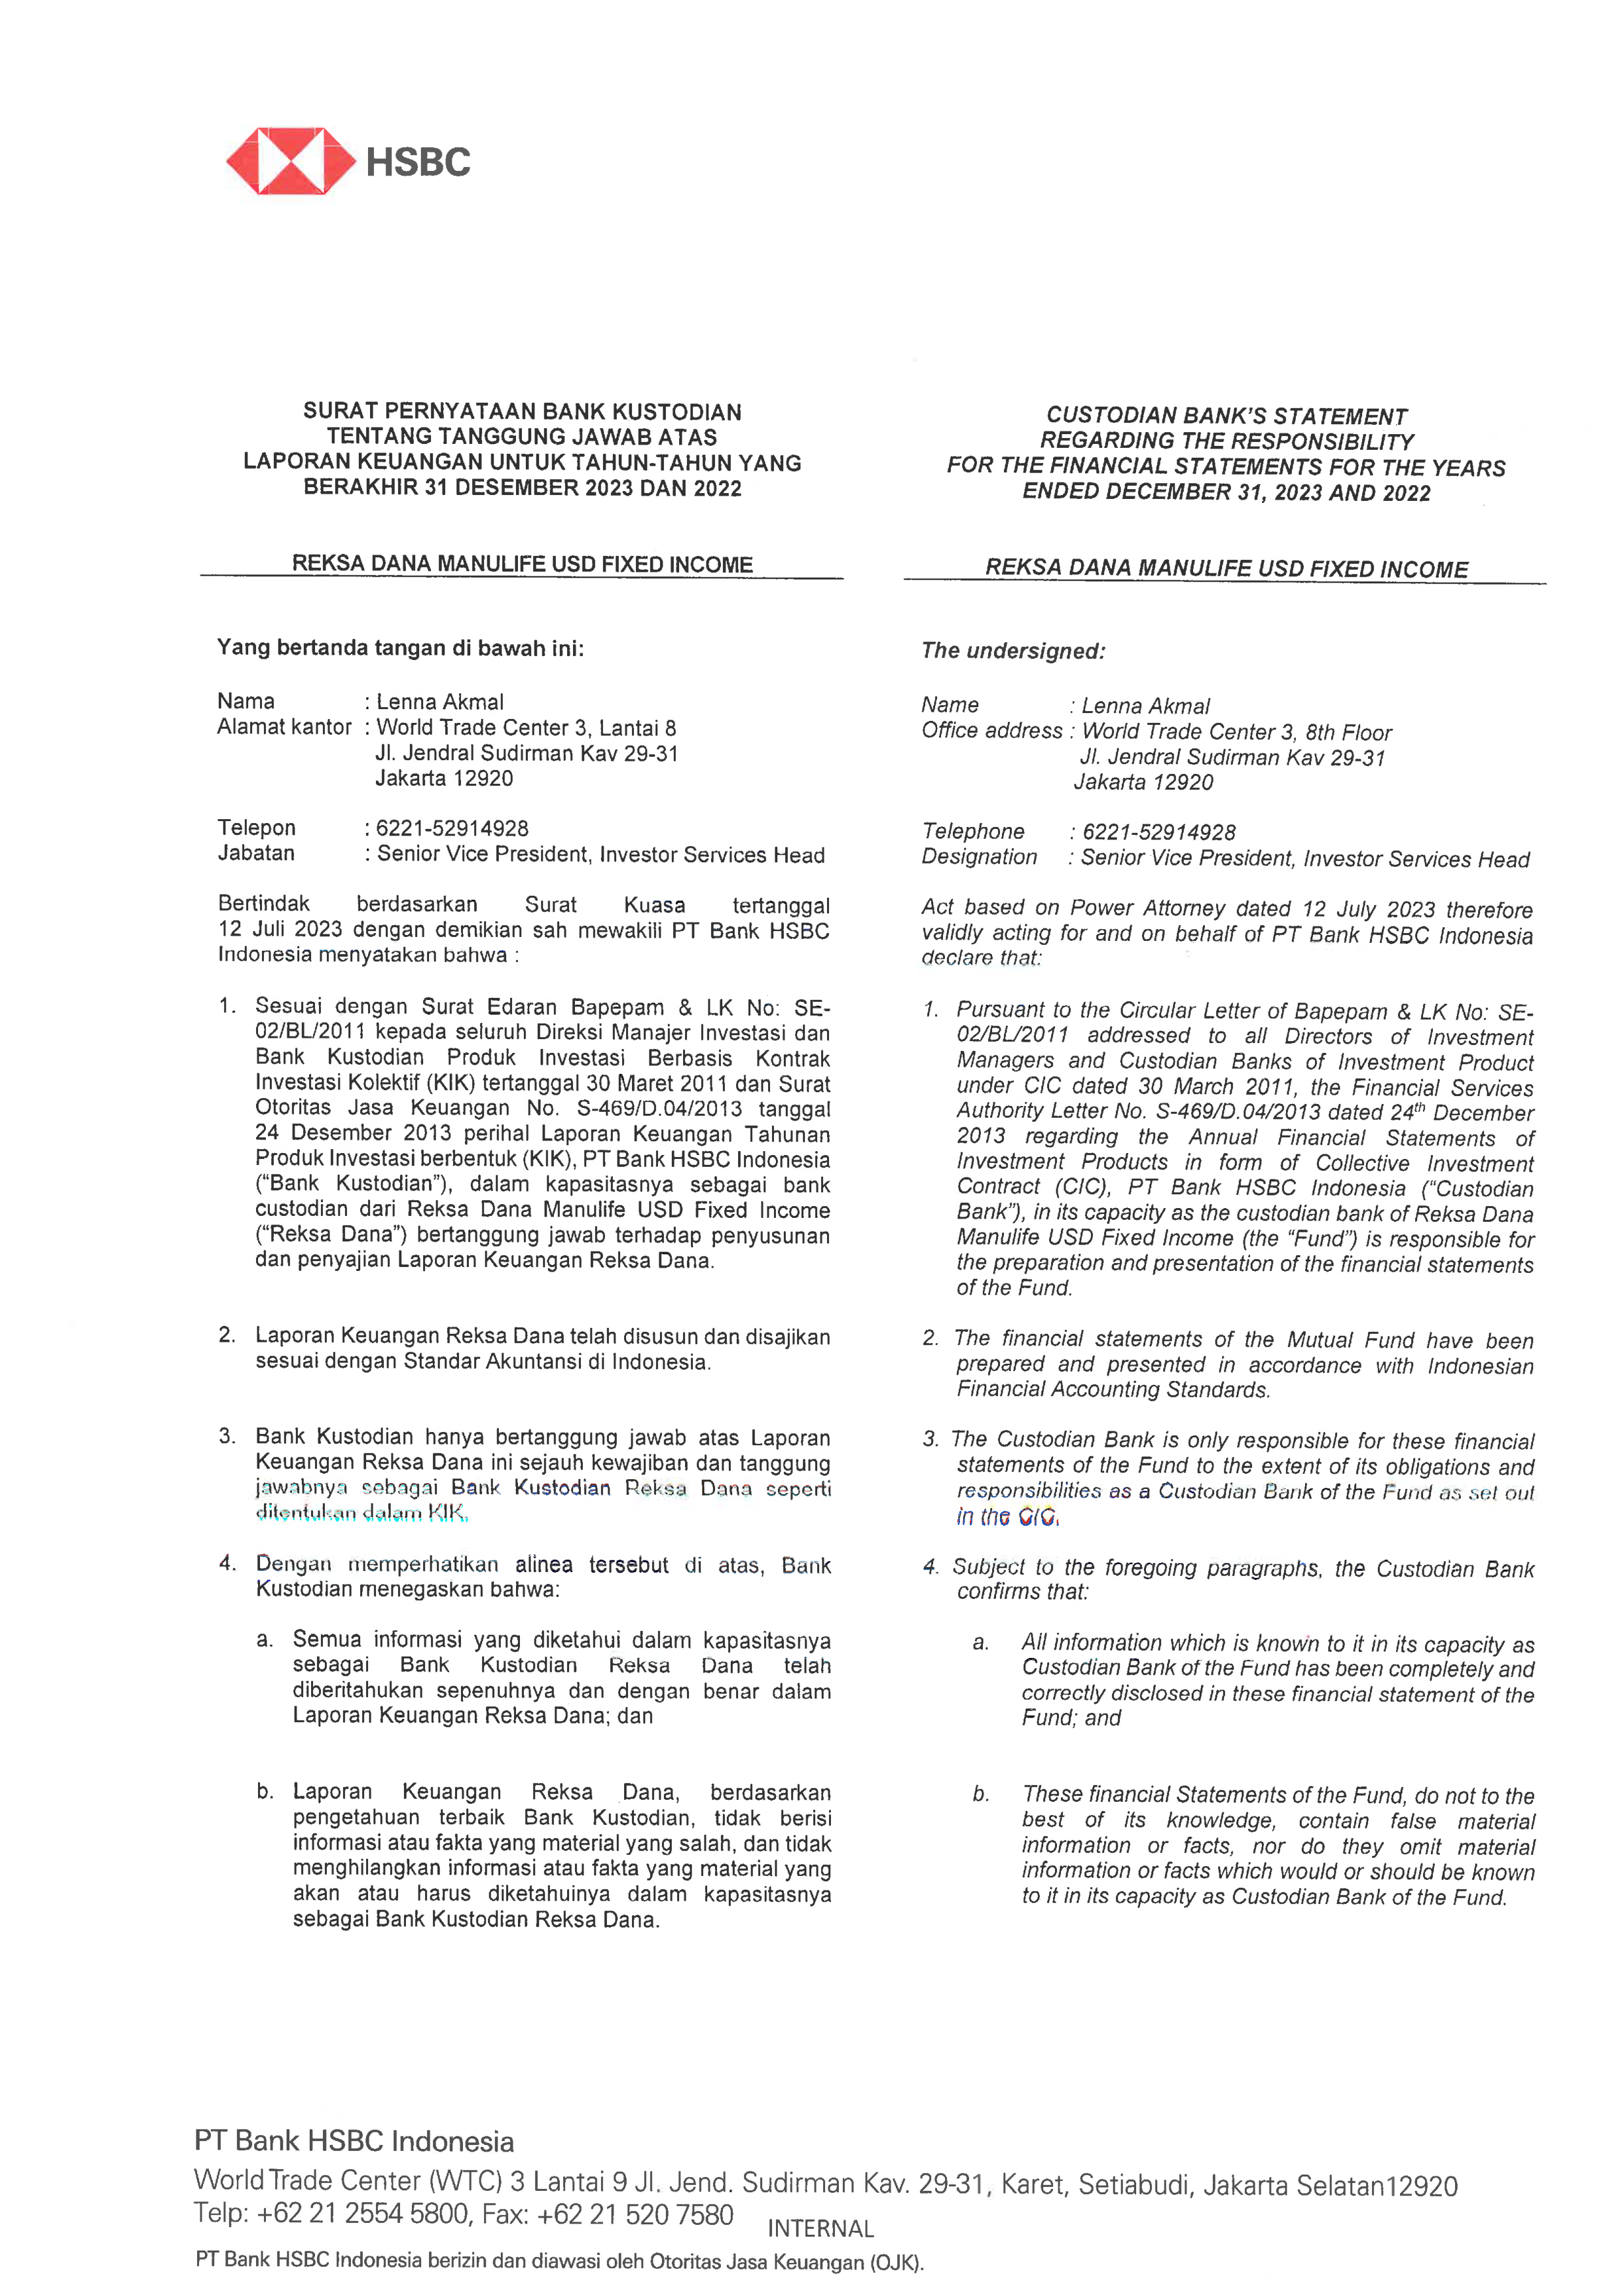 HSBC
SURAT PERNYATAAN BANK KUSTODIAN
TENTANG TANGGUNG JAWAB ATAS
LAPORAN KEUANGAN UNTUK TAHUN-TAHUN YANG
BERAKHIR 31 DESEMBER 2023 DAN 2022
REKSA DANA MANULIFE USD FIXED INCOME
Yang bertanda tangan di bawah ini:
Nama : Lenna Akmal
Alamat kantor : World Trade Center 3, Lantai 8
Jl. Jendral Sudirman Kav 29-31
Jakarta 12920
Telepon : 6221-52914928
Jabatan : Senior Vice President, Investor Services Head
Bertindak berdasarkan Surat Kuasa tertanggal
12 Juli 2023 dengan demikian sah mewakili PT Bank HSBC
Indonesia menyatakan bahwa :
1. Sesuai dengan Surat Edaran Bapepam & LK No: SE-
02/BL/2011 kepada seluruh Direksi Manajer Investasi dan
Bank Kustodian Produk Investasi Berbasis Kontrak
Investasi Kolektif (KIK) tertanggal 30 Maret 2011 dan Surat
Otoritas Jasa Keuangan No. S-469/D.04/2013 tanggal
24 Desember 2013 perihal Laporan Keuangan Tahunan
Produk Investasi berbentuk (KIK), PT Bank HSBC Indonesia
(“Bank Kustodian”), dalam kapasitasnya sebagai bank
custodian dari Reksa Dana Manulife USD Fixed Income
(“Reksa Dana”) bertanggung jawab terhadap penyusunan
dan penyajian Laporan Keuangan Reksa Dana.
2. Laporan Keuangan Reksa Dana telah disusun dan disajikan
sesuai dengan Standar Akuntansi di Indonesia.
3. Bank Kustodian hanya bertanggung jawab atas Laporan
Keuangan Reksa Dana ini sejauh kewajiban dan tanggung
jawabnya sebagai Bank Kustodian Reksa Dana seperti
ditentukan dalam KIK.
4. Dengan memperhatikan alinea tersebut di atas, Bank
Kustodian menegaskan bahwa:
a. Semua informasi yang diketahui dalam kapasitasnya
sebagai Bank Kustodian Reksa Dana telah
diberitahukan sepenuhnya dan dengan benar dalam
Laporan Keuangan Reksa Dana; dan
b. Laporan Keuangan Reksa Dana, berdasarkan
pengetahuan terbaik Bank Kustodian, tidak berisi
informasi atau fakta yang material yang salah, dan tidak
menghilangkan informasi atau fakta yang material yang
akan atau harus diketahuinya dalam kapasitasnya
sebagai Bank Kustodian Reksa Dana.
CUSTODIAN BANK'S STATEMENT
REGARDING THE RESPONSIBILITY
FOR THE FINANCIAL STATEMENTS FOR THE YEARS
ENDED DECEMBER 31, 2023 AND 2022
REKSA DANA MANULIFE USD FIXED INCOME
The undersigned:
Name : Lenna Akmal
Office address : World Trade Center 3, 8th Floor
Jl. Jendral Sudirman Kav 29-31
Jakarta 12920
Telephone : 6221-52914928
Designation : Senior Vice President, Investor Services Head
Act based on Power Attorney dated 12 July 2023 therefore
validly acting for and on behalf of PT Bank HSBC Indonesia
declare that:
1. Pursuant to the Circular Letter of Bapepam & LK No: SE-
02/BL/2011 addressed to all Directors of Investment
Managers and Custodian Banks of Investment Product
under CIC dated 30 March 2011, the Financial Services
Authority Letter No. S-469/D.04/2013 dated 24th December
2013 regarding the Annual Financial Statements of
Investment Products in form of Collective Investment
Contract (CIC), PT Bank HSBC Indonesia (“Custodian
Bank”), in its capacity as the custodian bank of Reksa Dana
Manulife USD Fixed Income (the “Fund”) is responsible for
the preparation and presentation of the financial statements
of the Fund.
2. The financial statements of the Mutual Fund have been
prepared and presented in accordance with Indonesian
Financial Accounting Standards.
3. The Custodian Bank is only responsible for these financial
statements of the Fund to the extent of its obligations and
responsibilities as a Custodian Bank of the Fund as set out
in the CIC.
4. Subject to the foregoing paragraphs, the Custodian Bank
confirms that:
a. All information which is known to it in its capacity as
Custodian Bank of the Fund has been completely and
correctly disclosed in these financial statement of the
Fund; and
b. These financial Statements of the Fund, do not to the
best of its knowledge, contain false material
information or facts, nor do they omit material
information or facts which would or should be known
to it in its capacity as Custodian Bank of the Fund.
PT Bank HSBC Indonesia
World Trade Center (WTC) 3 Lantai 9 Jl. Jend. Sudirman Kav. 29-31, Karet, Setiabudi, Jakarta Selatan12920
Telp: +62 21 2554 5800, Fax: +62 21 520 7580
INTERNAL
PT Bank HSBC Indonesia berizin dan diawasi oleh Otoritas Jasa Keuangan (OJK).